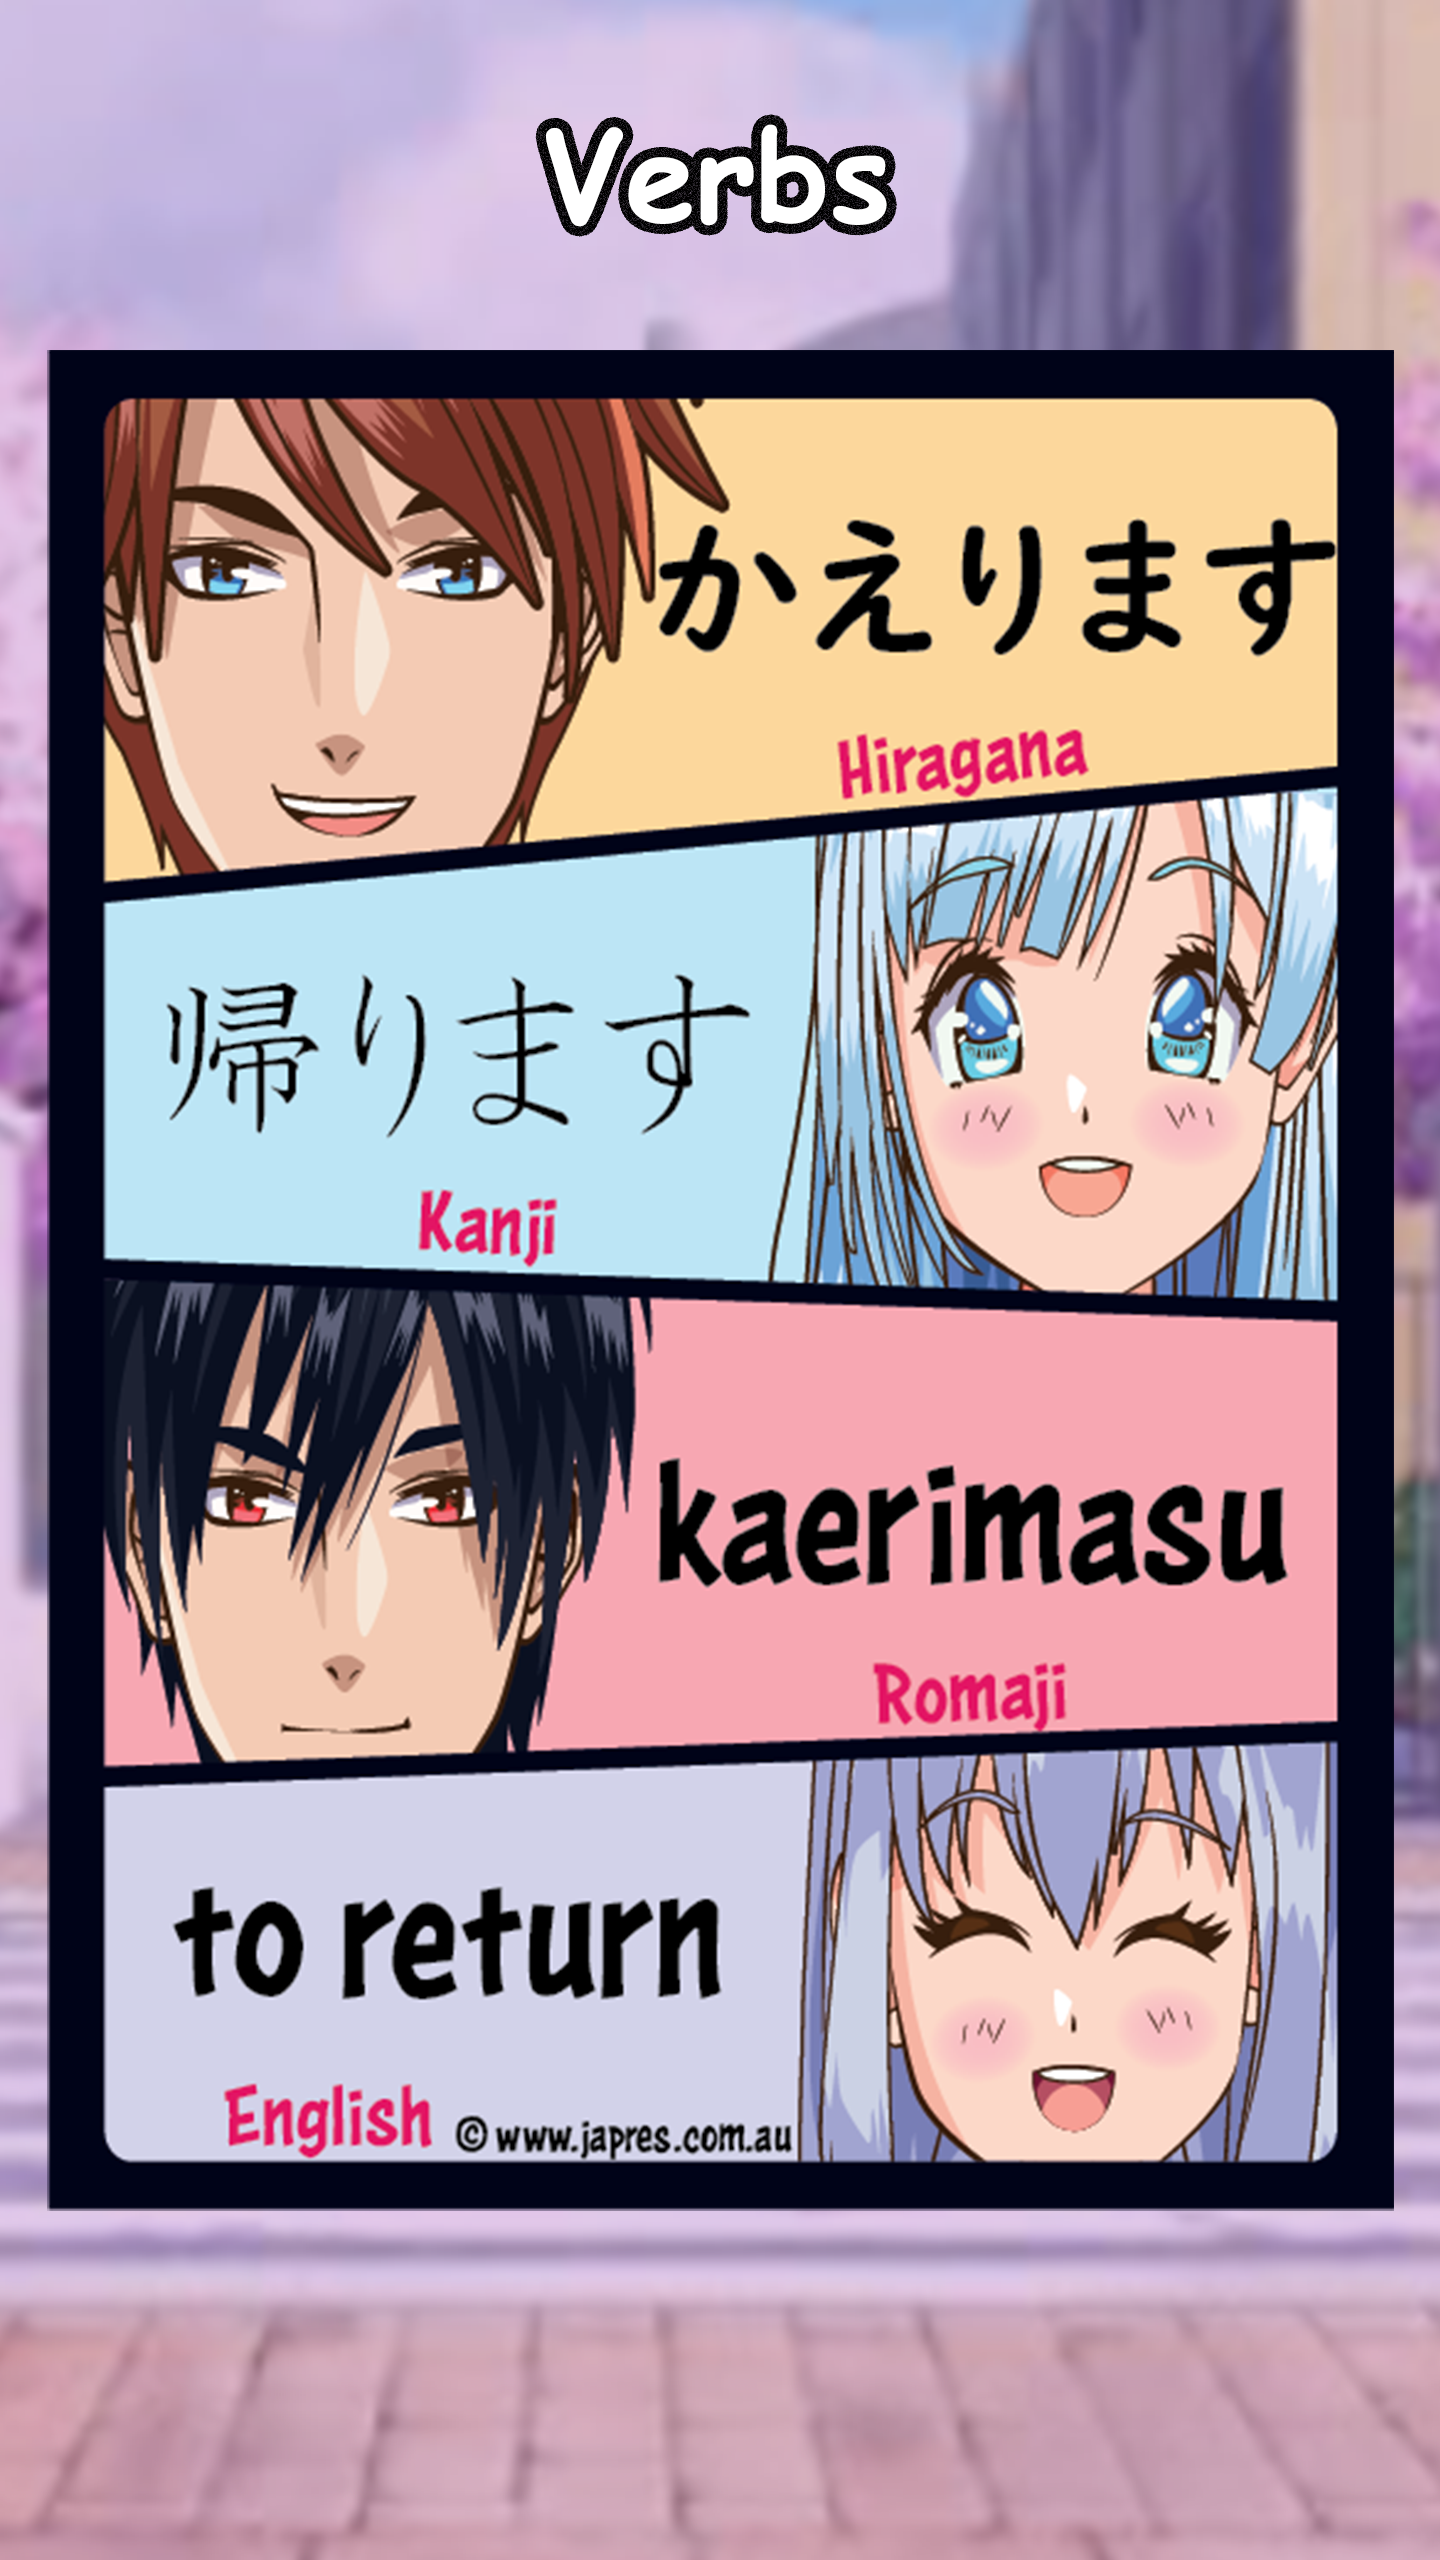 Verbs
かえります
Hiragana
帰ります
Kanji
kaerimasu
Romaji
to return
English © www.japres.com.au